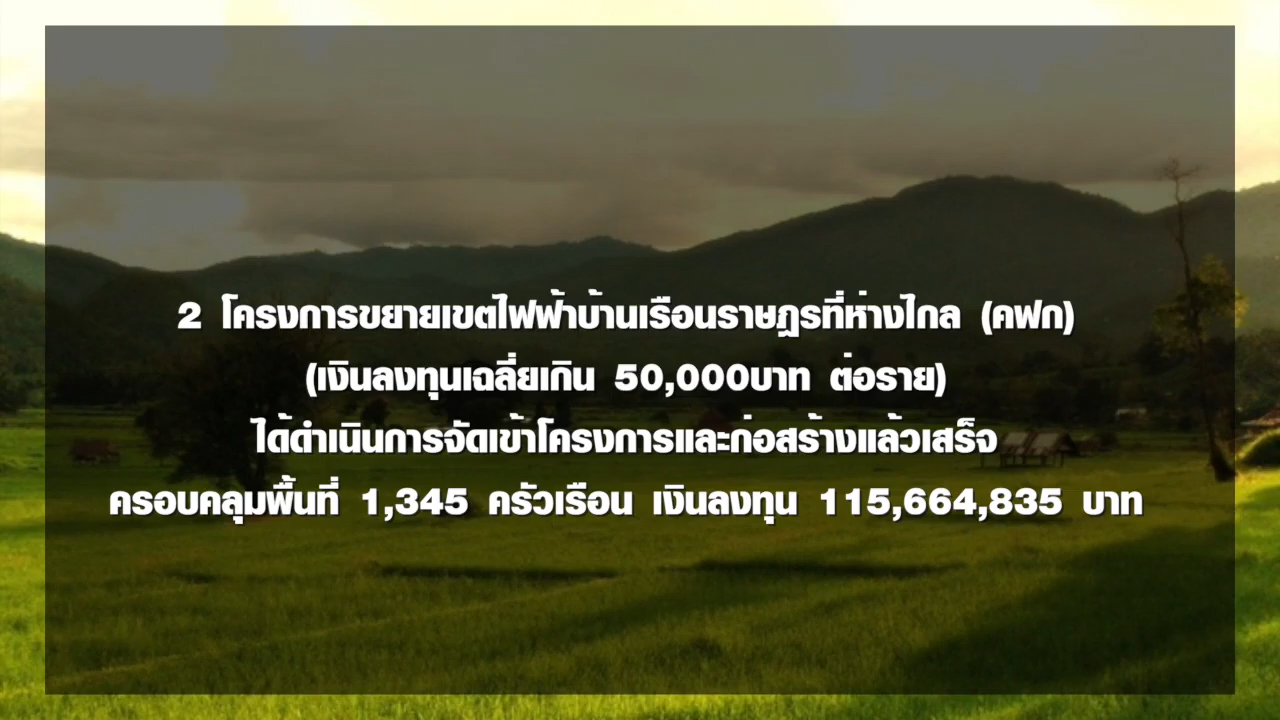 2 โครงการขยายเขตไฟฟ้าบ้านเรือนราษฎรที่ห่างไกล (คฟก)
(เงินลงทุนเฉลี่ยเกิน 50,000บาท ต่อราย)
ได้ดำเนินการจัดเข้าโครงการและก่อสร้างแล้วเสร็จ
ครอบคลุมพื้นที่ 1,345 ครัวเรือน เงินลงทุน 115,664,835 บาท